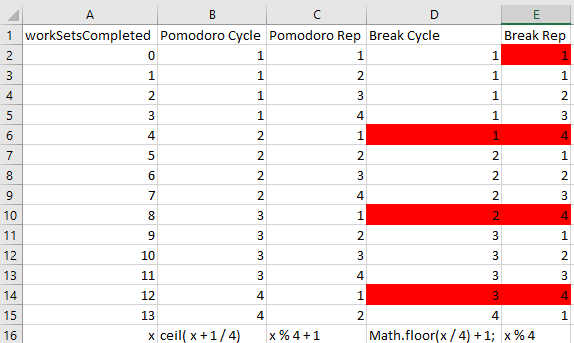 A B C D E
1 workSetsCompleted Pomodoro Cycle Pomodoro Rep Break Cycle Break Rep
2 0 1 1 1 1
3 1 1 2 1 1
4 2 1 3 1 2
5 3 1 4 1 3
6 4 2 1 1 4
7 5 2 2 2 1
8 6 2 3 2 2
9 7 2 4 2 3
10 8 3 1 2 4
11 9 3 2 3 1
12 10 3 3 3 2
13 11 3 4 3 3
14 12 4 1 3 4
15 13 4 2 4 1
16 x ceil( x + 1 / 4) x % 4 + 1 Math.floor(x / 4) + 1; x % 4